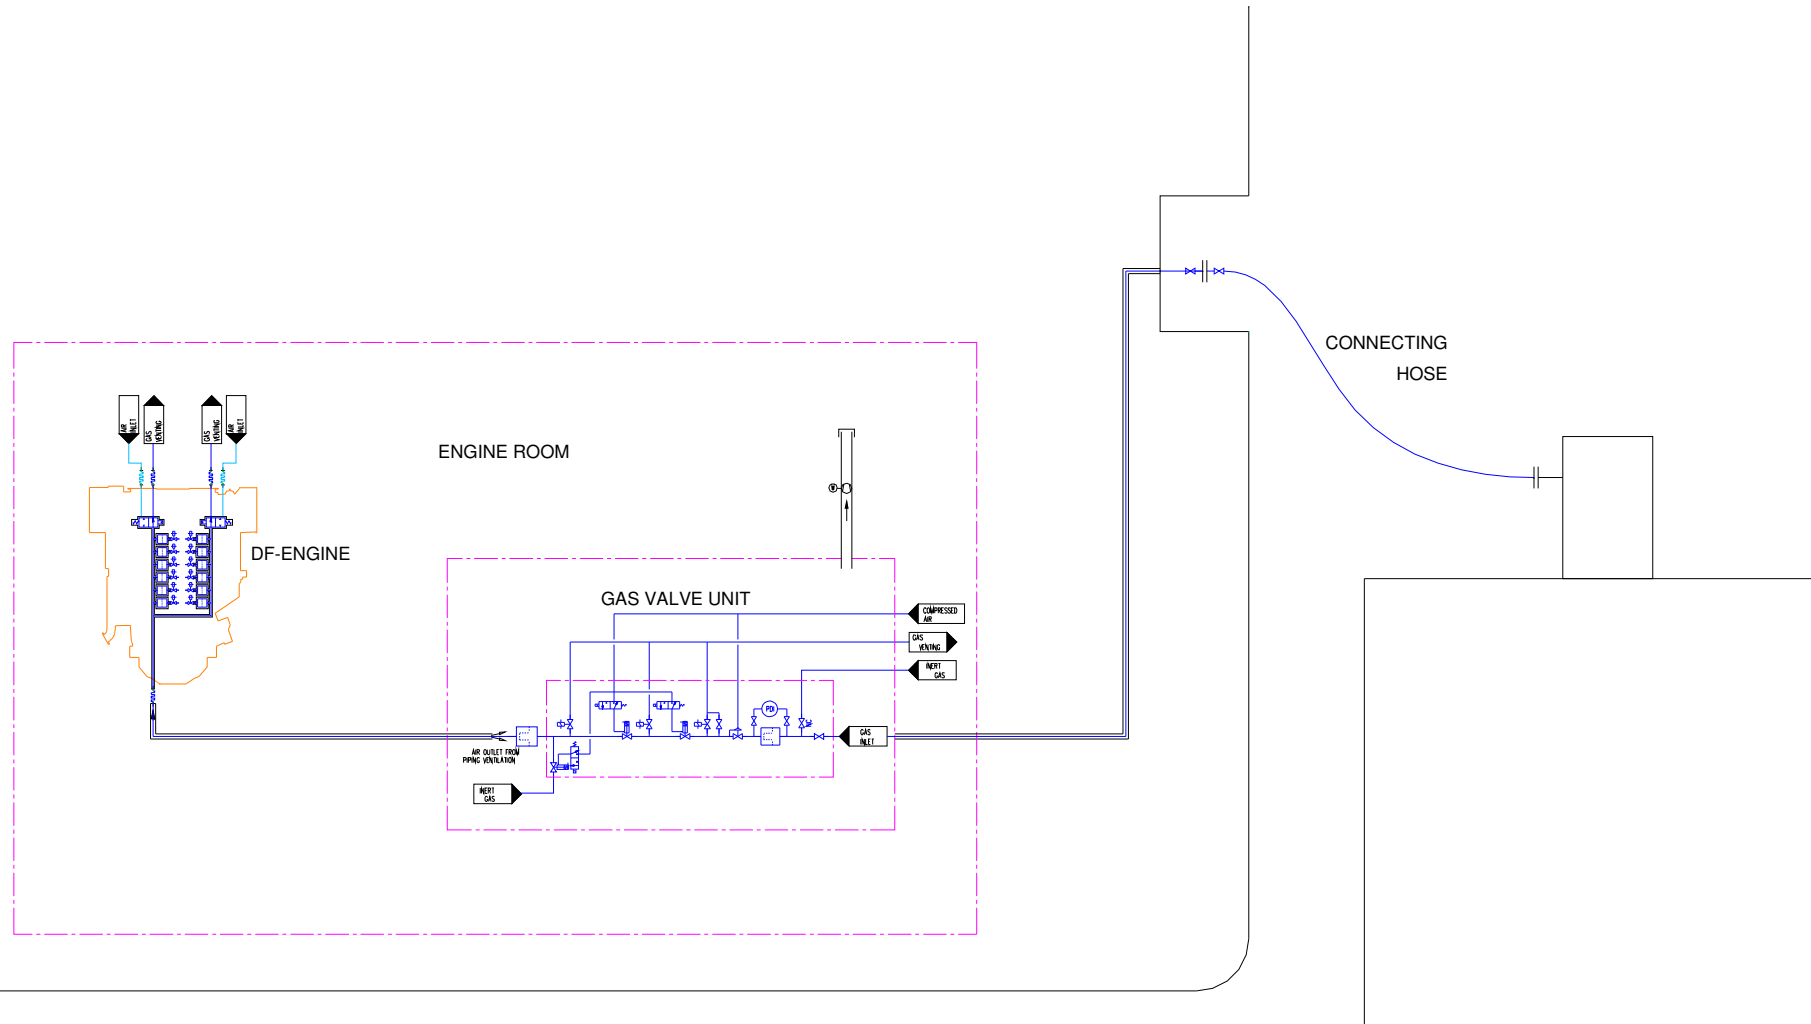 CONNECTING
HOSE
AIR
INLET
GAS
VENTING
GAS
VENTING
AIR
INLET
ENGINE ROOM
DF-ENGINE
GAS VALVE UNIT
COMPRESSED
AIR
GAS
VENTING
INERT
GAS
PDI
GAS
INLET
AIR OUTLET FROM
PIPING VENTILATION
INERT
GAS